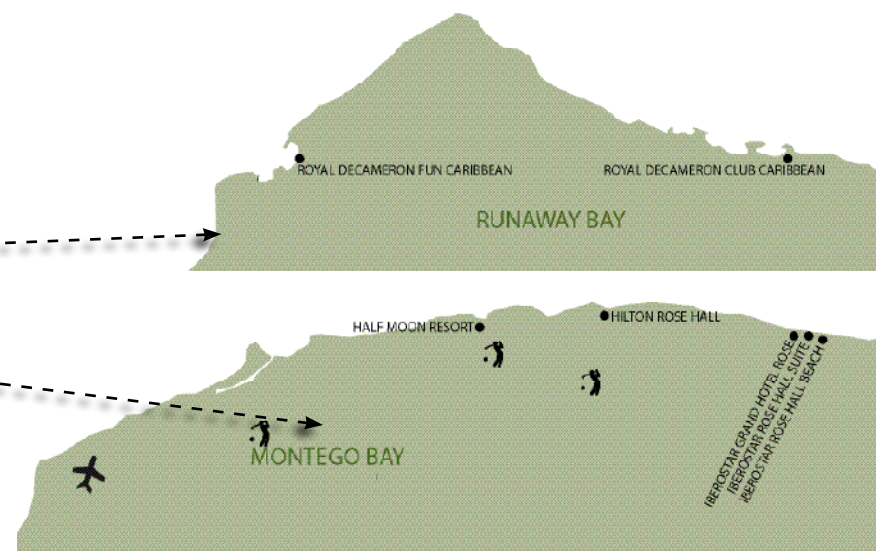 ROYAL DECAMERON FUN CARIBBEAN
ROYAL DECAMERON CLUB CARIBBEAN
RUNAWAY BAY
HALF MOON RESORT
HILTON ROSE HALL
IBEROSTAR GRAND HOTEL ROSE
IBEROSTAR ROSE HALL SUITE
IBEROSTAR ROSE HALL BEACH
MONTEGO BAY